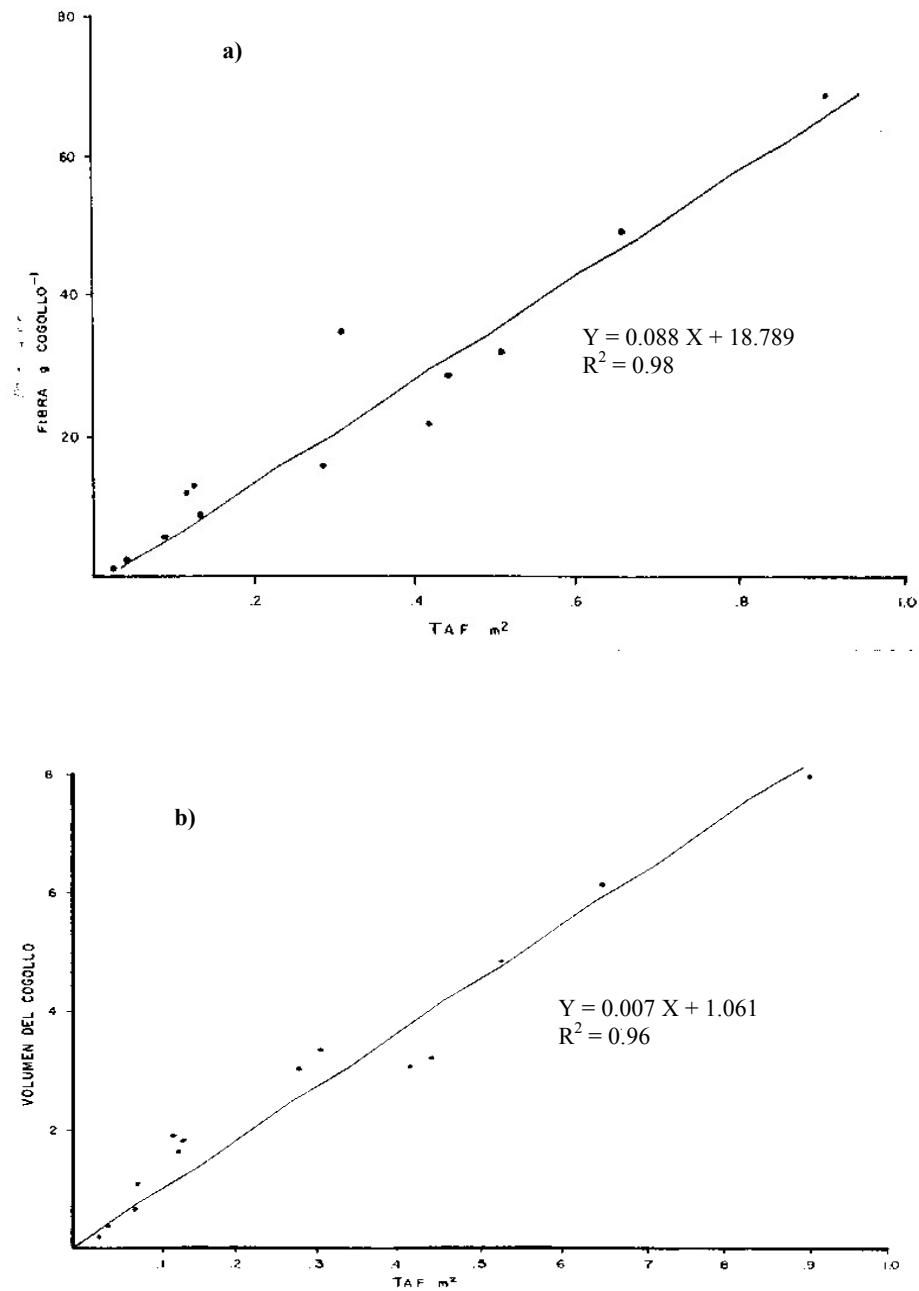 a)
80
60
40
20
FIBRA g COGOLLO⁻¹
.2 .4 .6 .8 1.0
TAF m²
Y = 0.088 X + 18.789
R² = 0.98
b)
8
6
4
2
VOLUMEN DEL COGOLLO
.1 .2 .3 .4 .5 .6 .7 .8 .9 1.0
TAF m²
Y = 0.007 X + 1.061
R² = 0.96